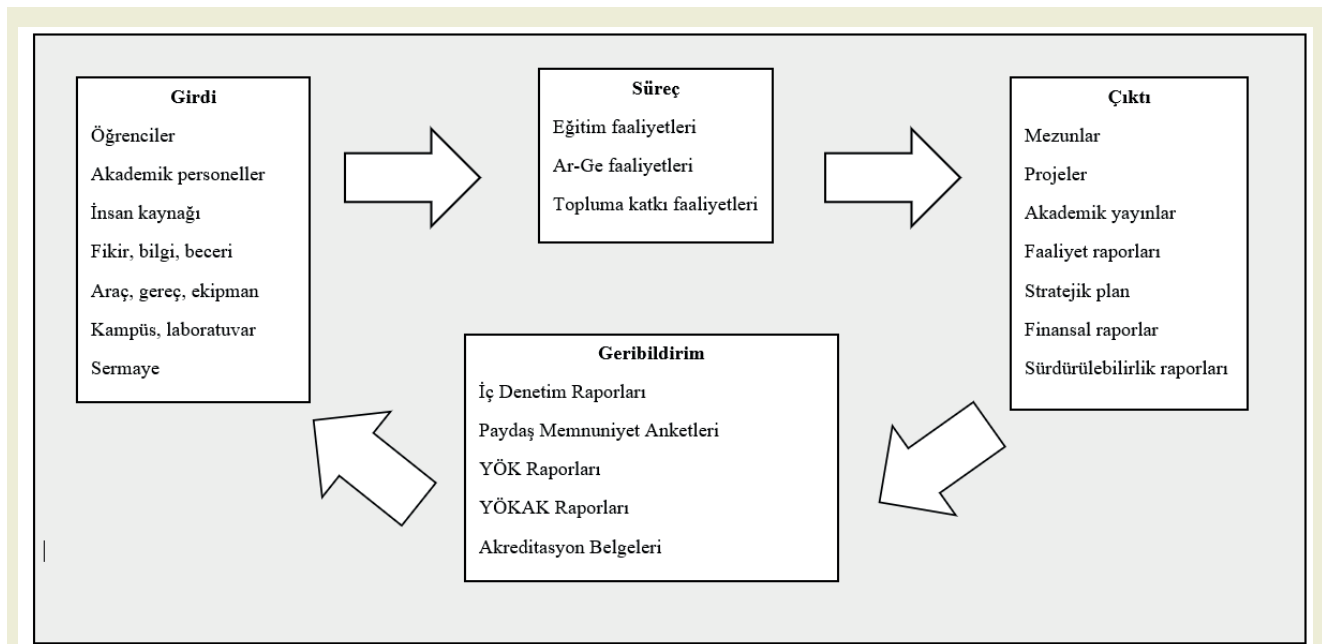 Girdi
Öğrenciler
Akademik personeller
İnsan kaynağı
Fikir, bilgi, beceri
Araç, gereç, ekipman
Kampüs, laboratuvar
Sermaye
Süreç
Eğitim faaliyetleri
Ar-Ge faaliyetleri
Topluma katkı faaliyetleri
Çıktı
Mezunlar
Projeler
Akademik yayınlar
Faaliyet raporları
Stratejik plan
Finansal raporlar
Sürdürülebilirlik raporları
Geribildirim
İç Denetim Raporları
Paydaş Memnuniyet Anketleri
YÖK Raporları
YÖKAK Raporları
Akreditasyon Belgeleri